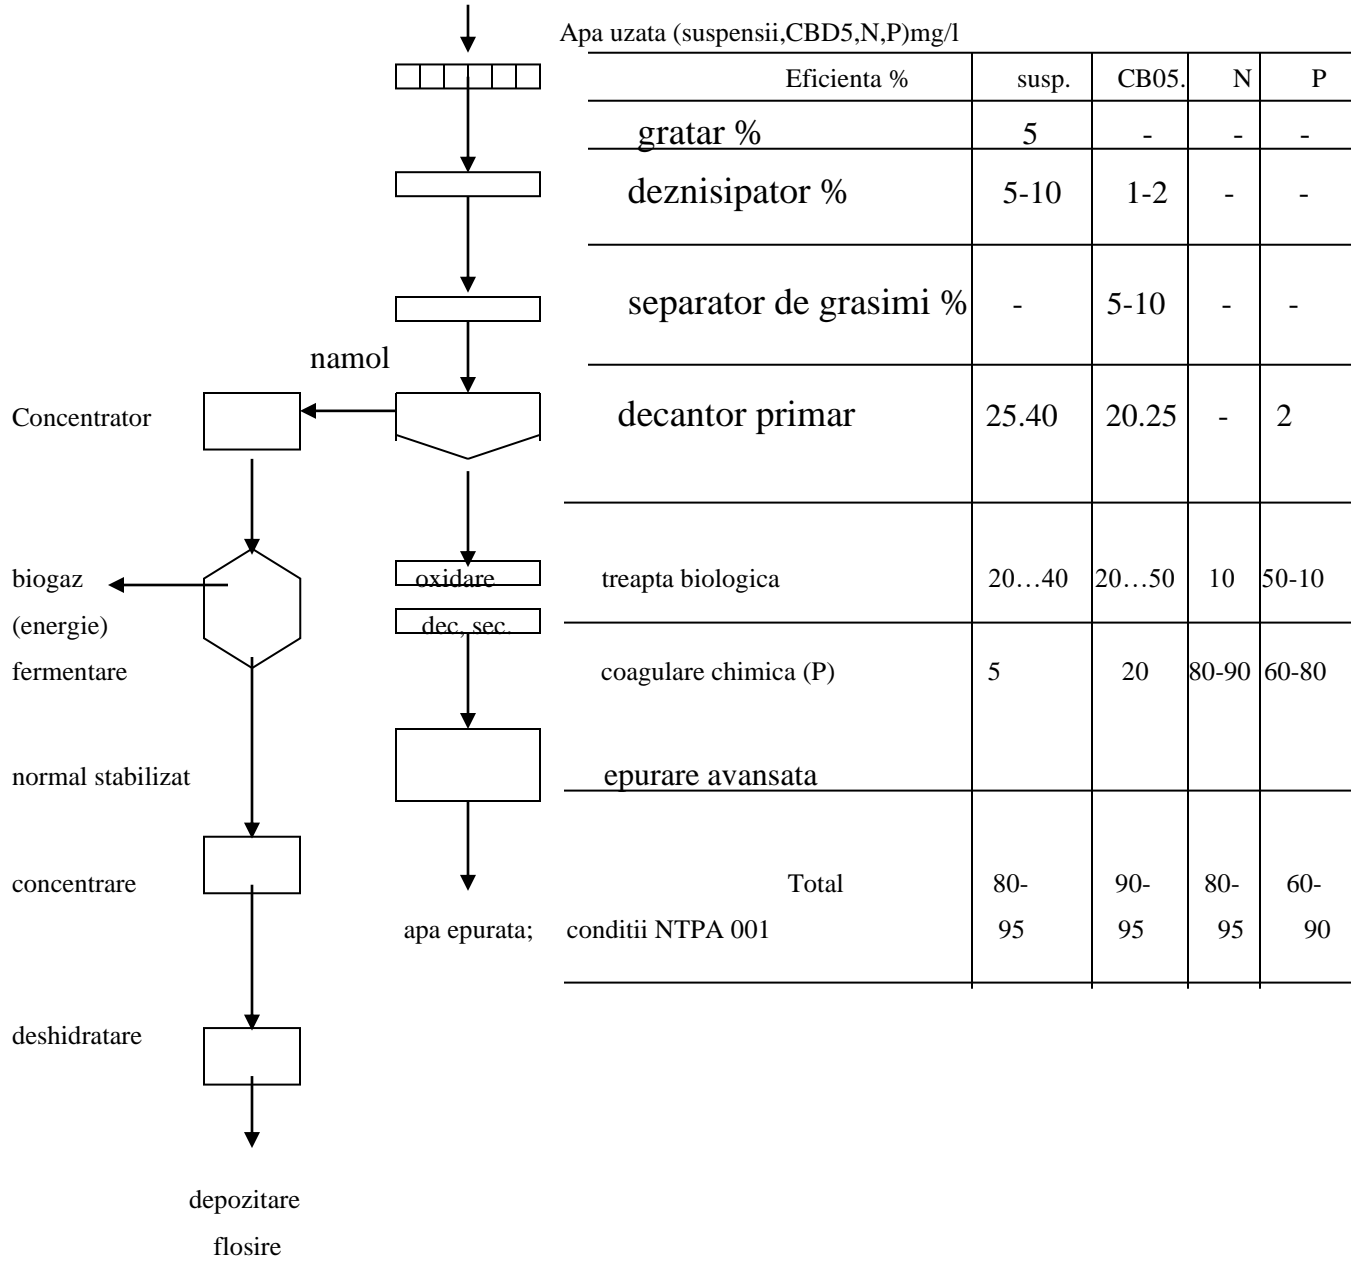 Apa uzata (suspensii,CBD5,N,P)mg/l
Eficienta % susp. CB05. N P
gratar % 5 - - -
deznisipator % 5-10 1-2 - -
separator de grasimi % - 5-10 - -
namol
Concentrator decantor primar 25.40 20.25 - 2
biogaz oxidare treapta biologica 20…40 20…50 10 50-10
(energie) dec, sec.
fermentare coagulare chimica (P) 5 20 80-90 60-80
normal stabilizat epurare avansata
concentrare Total 80- 90- 80- 60-
apa epurata; conditii NTPA 001 95 95 95 90
deshidratare
depozitare
flosire